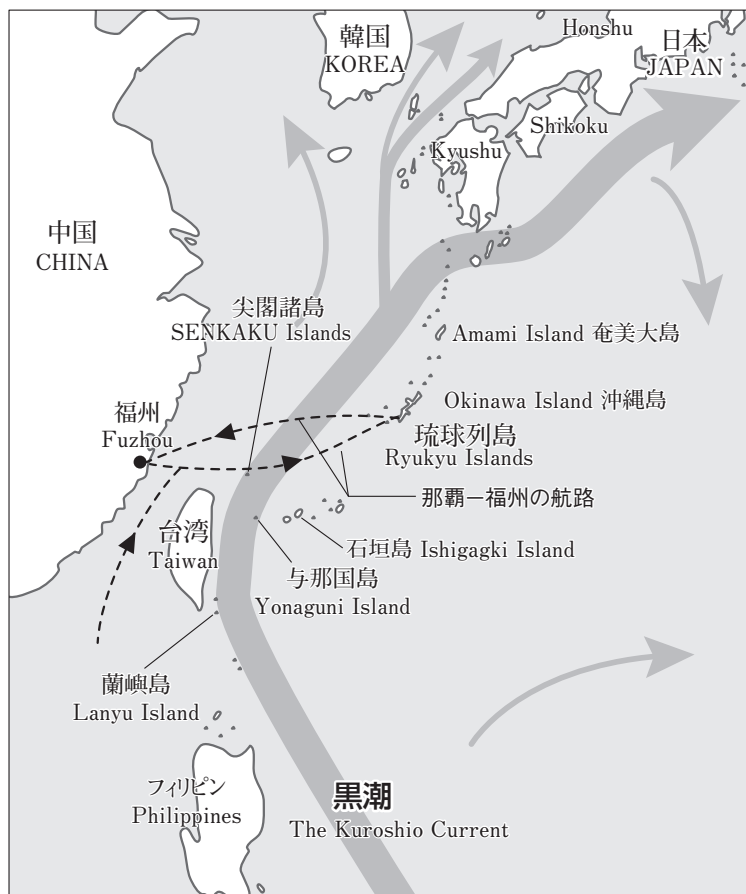 韓国
KOREA
Honshu
日本
JAPAN
Shikoku
Kyushu
中国
CHINA
尖閣諸島
SENKAKU Islands
Amami Island 奄美大島
Okinawa Island 沖縄島
福州
Fuzhou
琉球列島
Ryukyu Islands
那覇ー福州の航路
台湾
Taiwan
石垣島 Ishigagki Island
与那国島
Yonaguni Island
蘭嶼島
Lanyu Island
フィリピン
Philippines
黒潮
The Kuroshio Current